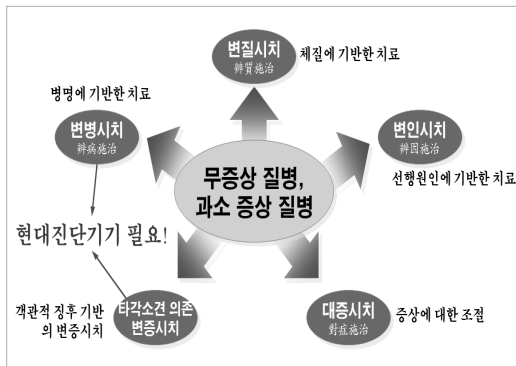 변질시치
辨質施治
체질에 기반한 치료
병명에 기반한 치료
변병시치
辨病施治
변인시치
辨因施治
선행원인에 기반한 치료
무증상 질병,
과소 증상 질병
현대진단기기 필요!
객관적 징후 기반
의 변증시치
타각소견 의존
변증시치
대증시치
對症施治
증상에 대한 조절